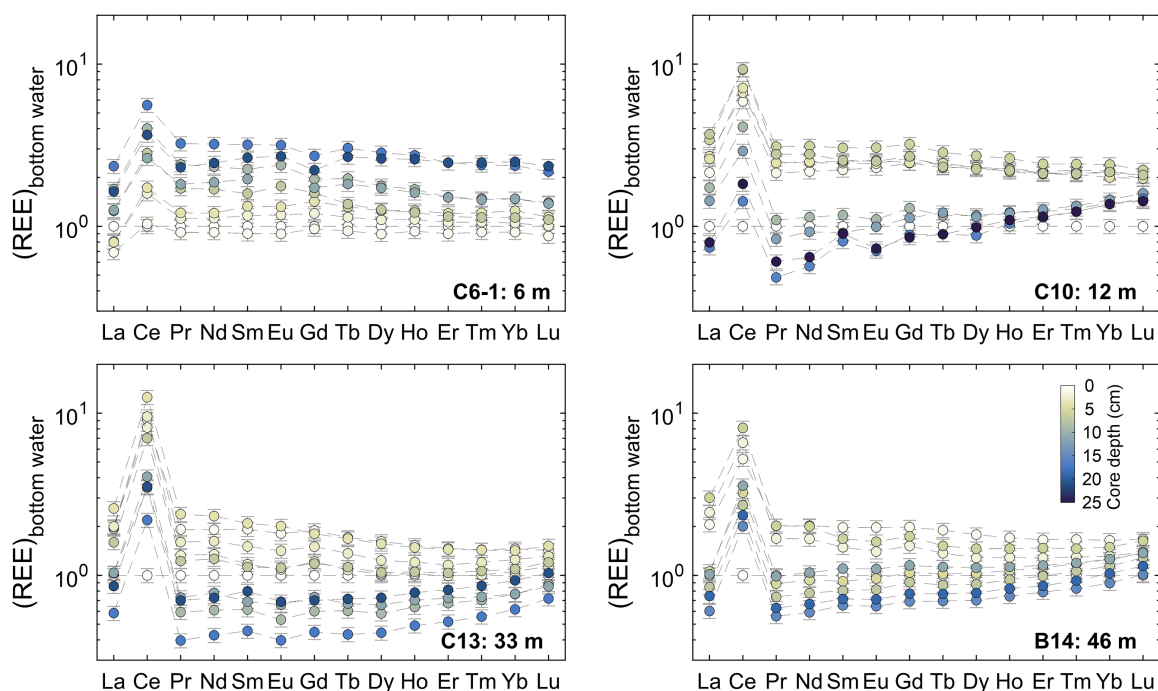 10¹
10⁰
(REE)bottom water
C6-1: 6 m
La Ce Pr Nd Sm Eu Gd Tb Dy Ho Er Tm Yb Lu
10¹
10⁰
(REE)bottom water
C10: 12 m
La Ce Pr Nd Sm Eu Gd Tb Dy Ho Er Tm Yb Lu
10¹
10⁰
(REE)bottom water
C13: 33 m
La Ce Pr Nd Sm Eu Gd Tb Dy Ho Er Tm Yb Lu
10¹
10⁰
(REE)bottom water
0
5
10
15
20
25
Core depth (cm)
B14: 46 m
La Ce Pr Nd Sm Eu Gd Tb Dy Ho Er Tm Yb Lu